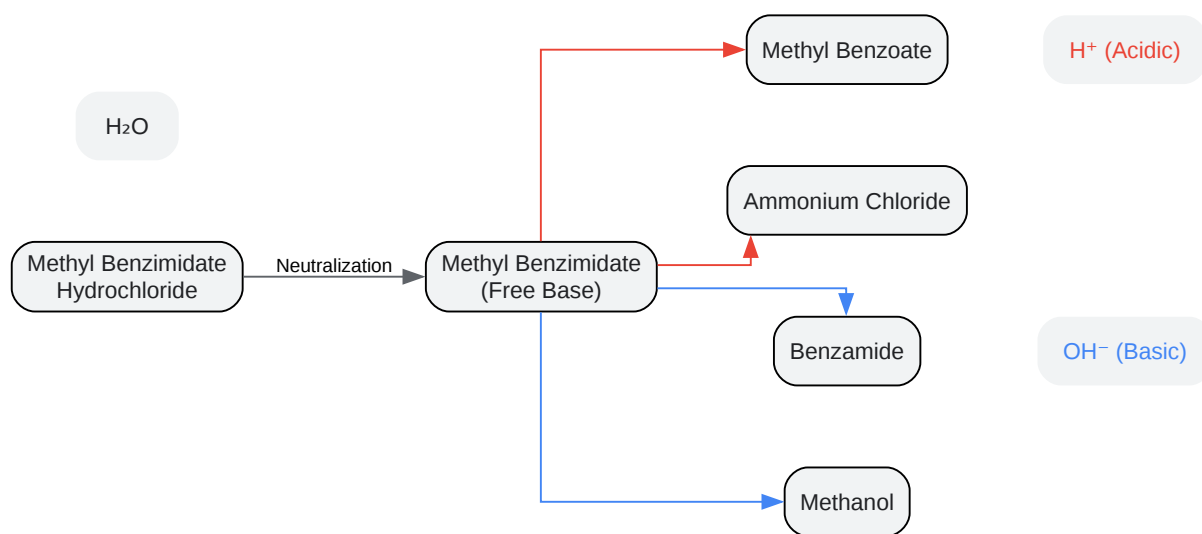 Methyl Benzoate
H⁺ (Acidic)
H₂O
Ammonium Chloride
Methyl Benzimidate
Hydrochloride
Neutralization
Methyl Benzimidate
(Free Base)
Benzamide
OH⁻ (Basic)
Methanol